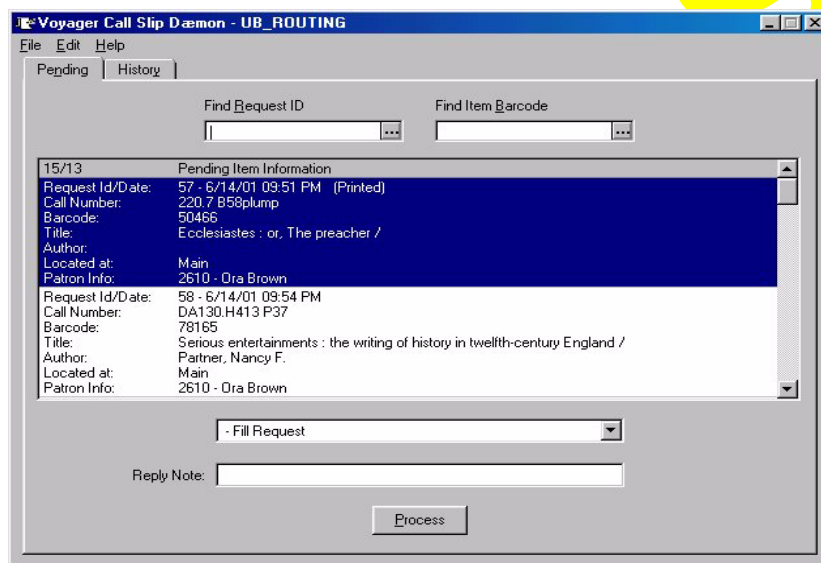 Voyager Call Slip Dæmon - UB_ROUTING
File Edit Help
Pending History
Find Request ID Find Item Barcode
... ...
15/13 Pending Item Information
Request Id/Date: 57 - 6/14/01 09:51 PM (Printed)
Call Number: 220.7 B58plump
Barcode: 50466
Title: Ecclesiastes : or, The preacher /
Author:
Located at: Main
Patron Info: 2610 - Ora Brown
Request Id/Date: 58 - 6/14/01 09:54 PM
Call Number: DA130.H413 P37
Barcode: 78165
Title: Serious entertainments : the writing of history in twelfth-century England /
Author: Partner, Nancy F.
Located at: Main
Patron Info: 2610 - Ora Brown
- Fill Request
Reply Note:
Process